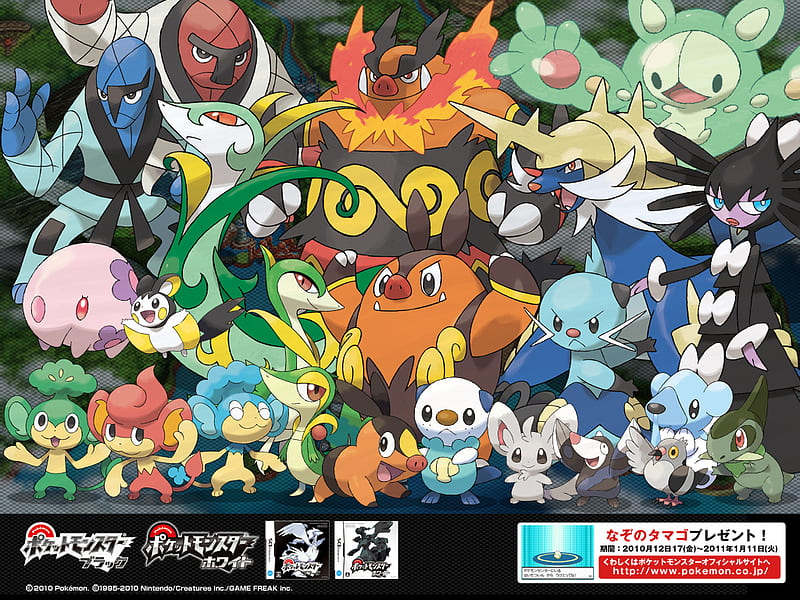 ポケットモンスター
ブラック
ポケットモンスター
ホワイト
なぞのタマゴプレゼント！
期間：2010月12日17(金)〜2011年1月11日(火)
くわしくはポケットモンスターオフィシャルサイトへ
http://www.pokemon.co.jp/
©2010 Pokémon. ©1995-2010 Nintendo/Creatures Inc./GAME FREAK inc.